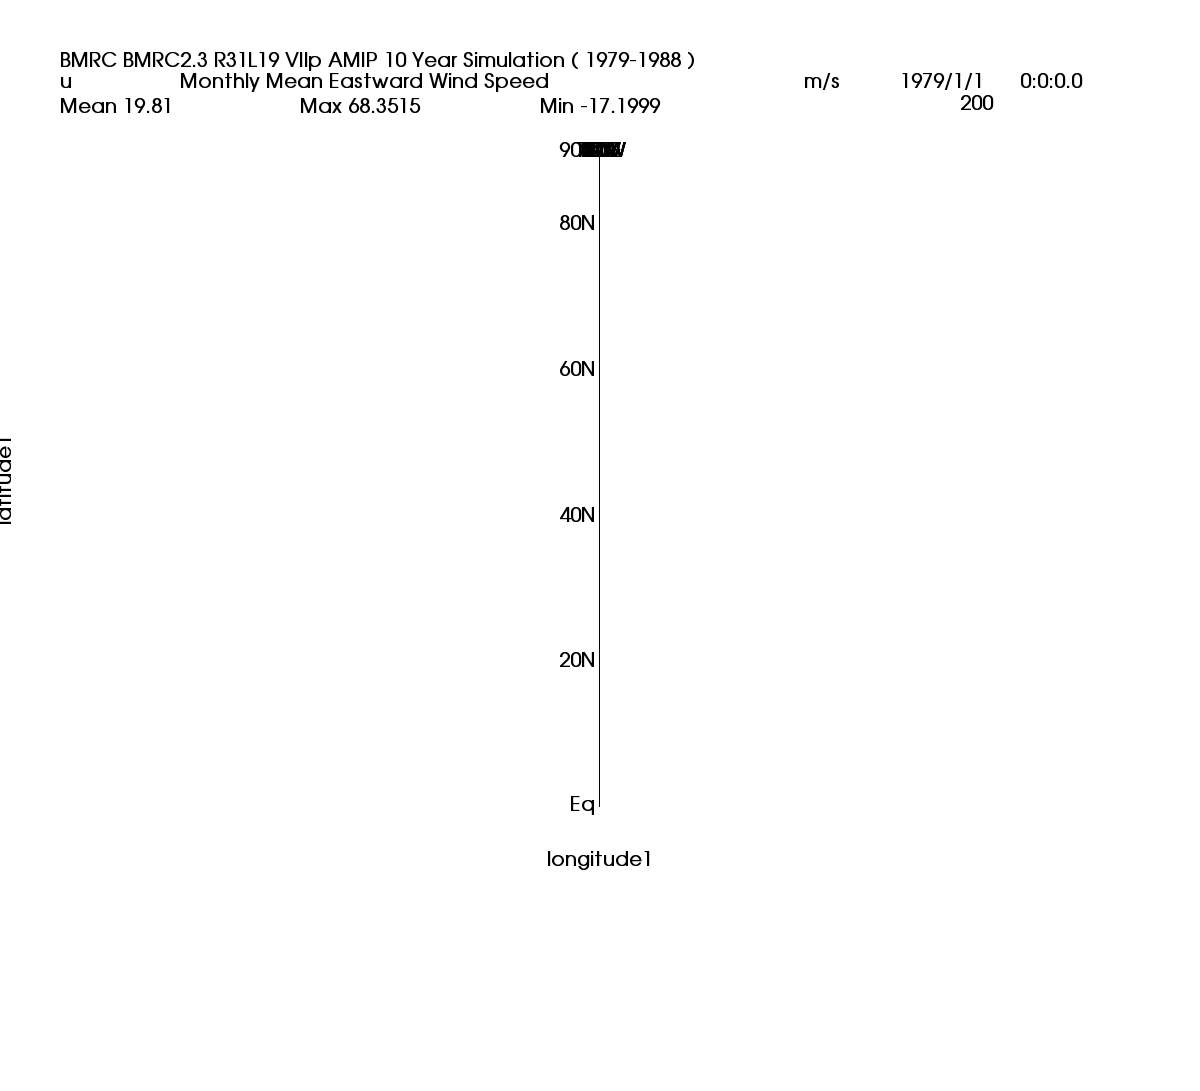 BMRC BMRC2.3 R31L19 VIIp AMIP 10 Year Simulation ( 1979-1988 )
u Monthly Mean Eastward Wind Speed m/s 1979/1/1 0:0:0.0
Mean 19.81 Max 68.3515 Min -17.1999 200
80N
60N
40N
latitude1
20N
Eq
longitude1